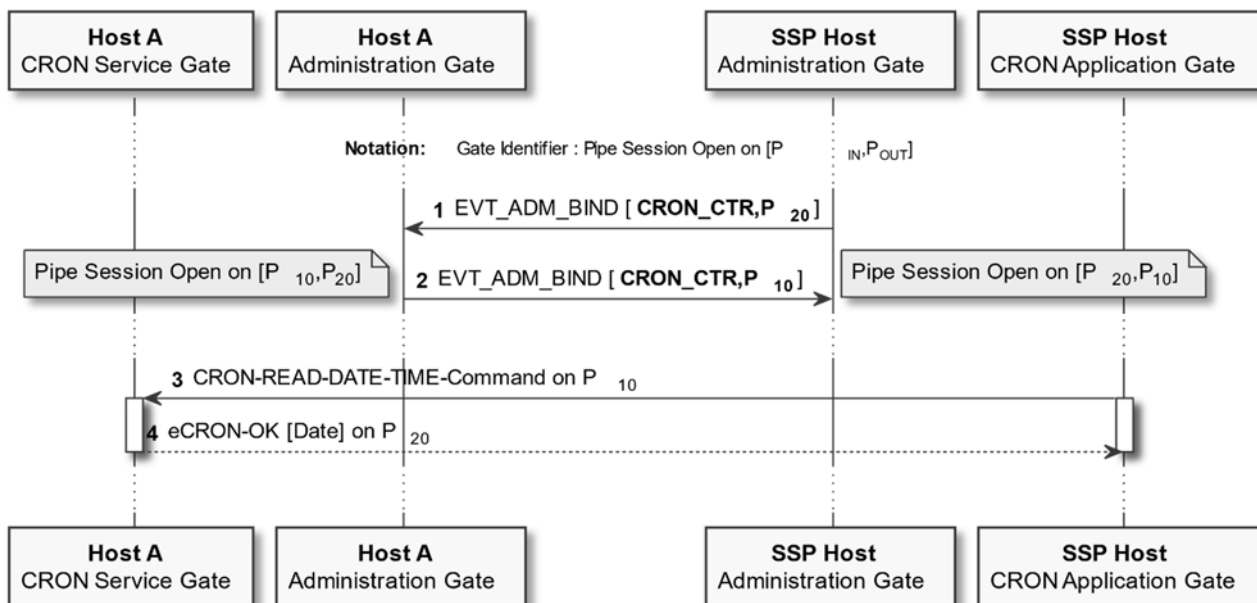 Host A Host A SSP Host SSP Host
CRON Service Gate Administration Gate Administration Gate CRON Application Gate
Notation: Gate Identifier : Pipe Session Open on [P IN,POUT]
1 EVT_ADM_BIND [ CRON_CTR,P 20 ]
Pipe Session Open on [P 10,P20]
2 EVT_ADM_BIND [ CRON_CTR,P 10 ]
Pipe Session Open on [P 20,P10]
3 CRON-READ-DATE-TIME-Command on P 10
4 eCRON-OK [Date] on P 20
Host A Host A SSP Host SSP Host
CRON Service Gate Administration Gate Administration Gate CRON Application Gate